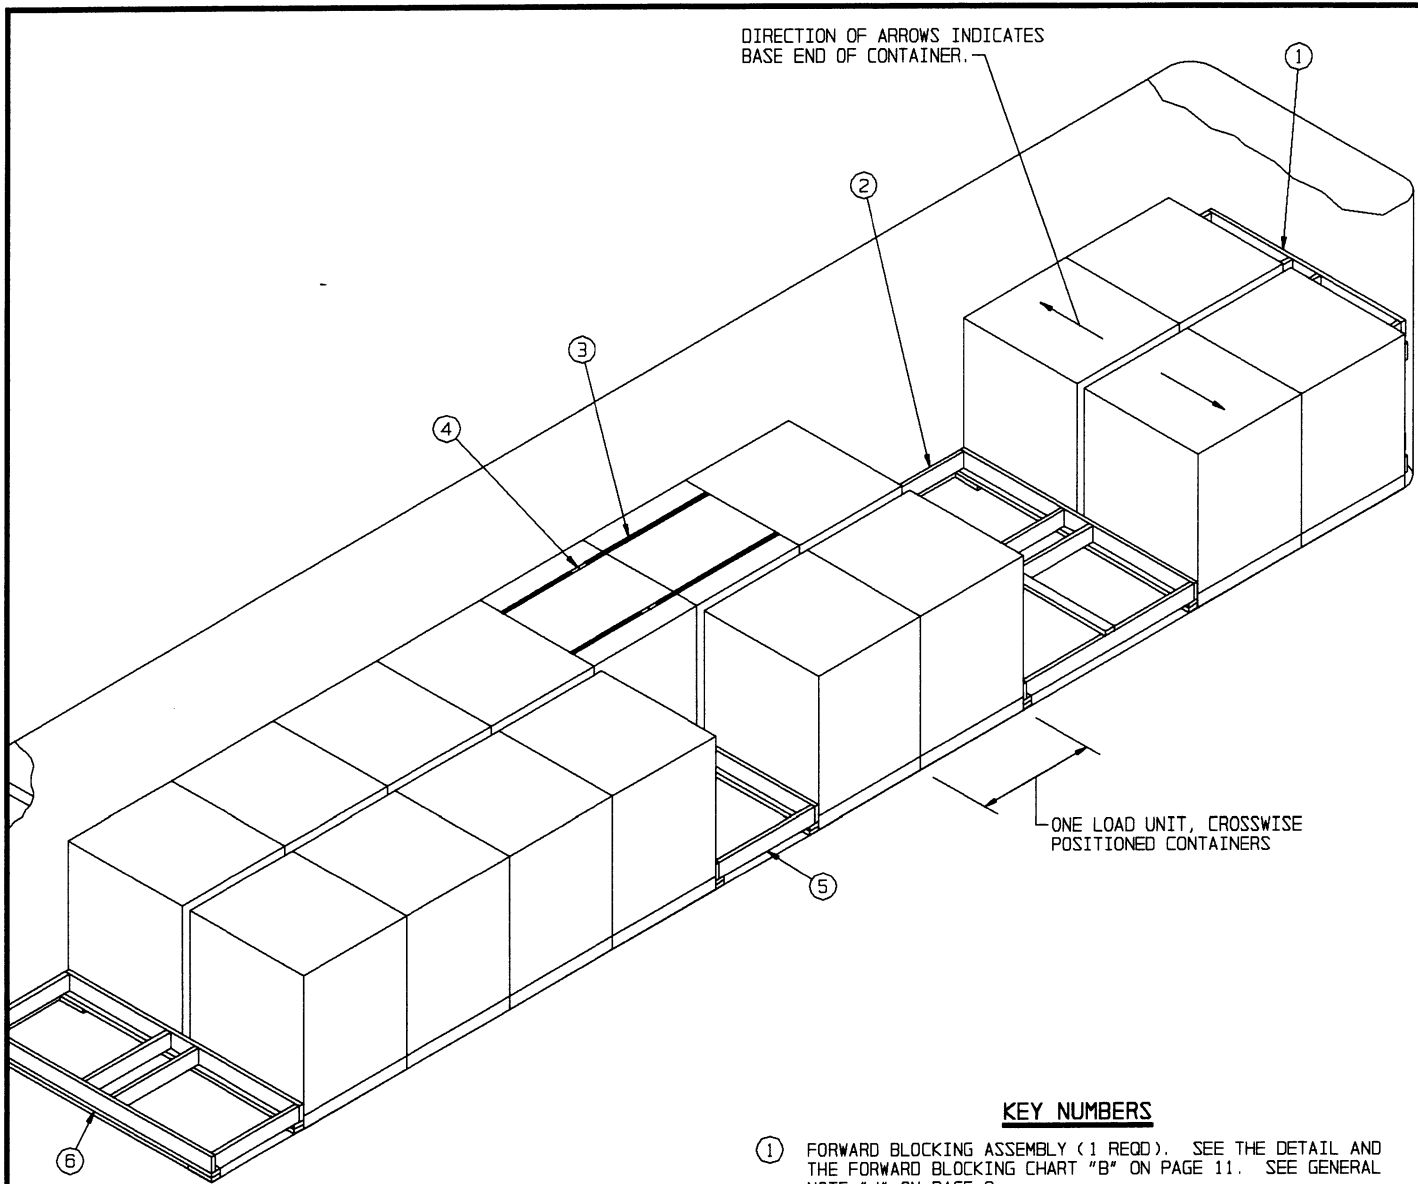 DIRECTION OF ARROWS INDICATES
BASE END OF CONTAINER.
1
2
3
4
ONE LOAD UNIT, CROSSWISE
POSITIONED CONTAINERS
5
6
KEY NUMBERS
1 FORWARD BLOCKING ASSEMBLY (1 REQD). SEE THE DETAIL AND
THE FORWARD BLOCKING CHART "B" ON PAGE 11. SEE GENERAL